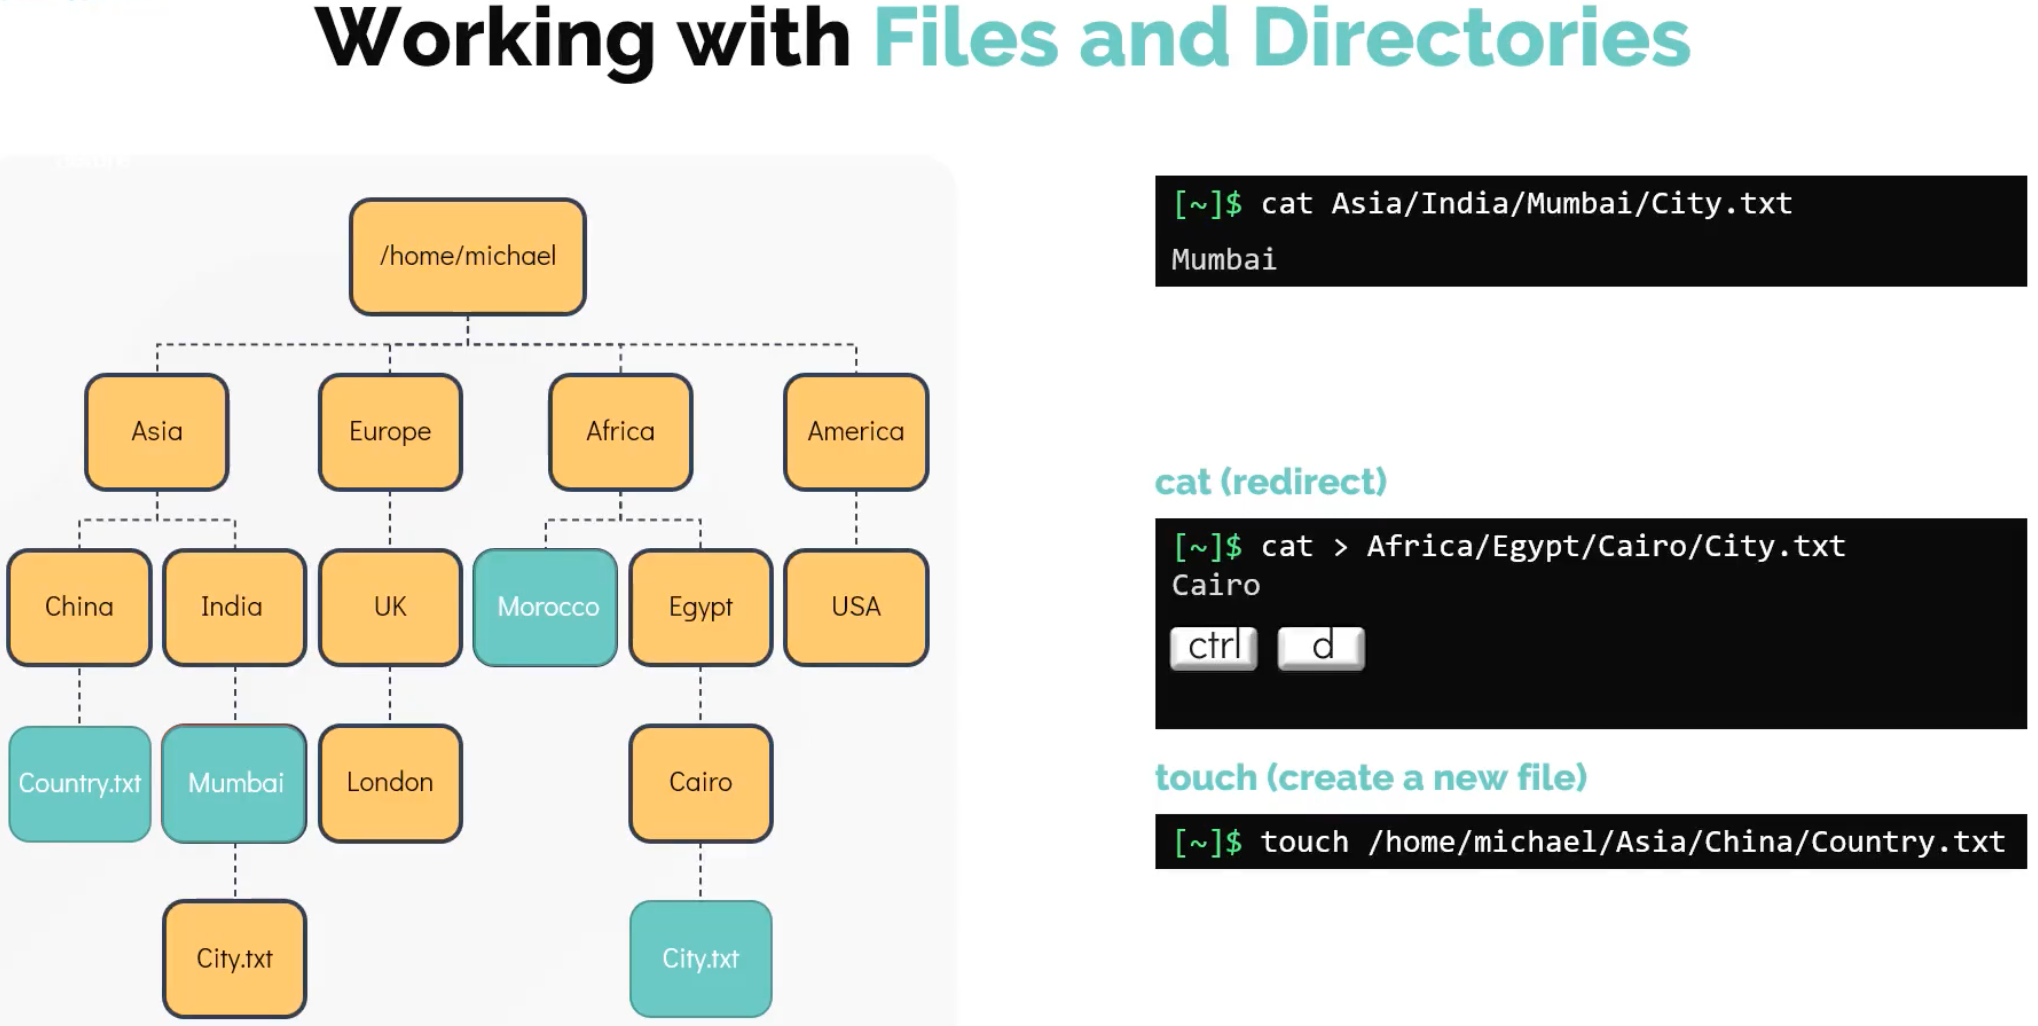 Working with Files and Directories
/home/michael
Asia
Europe
Africa
America
China
India
UK
Morocco
Egypt
USA
Country.txt
Mumbai
London
Cairo
City.txt
City.txt
[~]$ cat Asia/India/Mumbai/City.txt
Mumbai
cat (redirect)
[~]$ cat > Africa/Egypt/Cairo/City.txt
Cairo
ctrl d
touch (create a new file)
[~]$ touch /home/michael/Asia/China/Country.txt